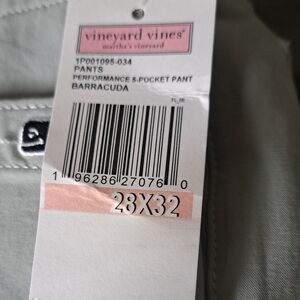 vineyard vines®
martha's vineyard
1P001095-034
PANTS
PERFORMANCE 5-POCKET PANT
BARRACUDA
1 96286 27076 0
28X32